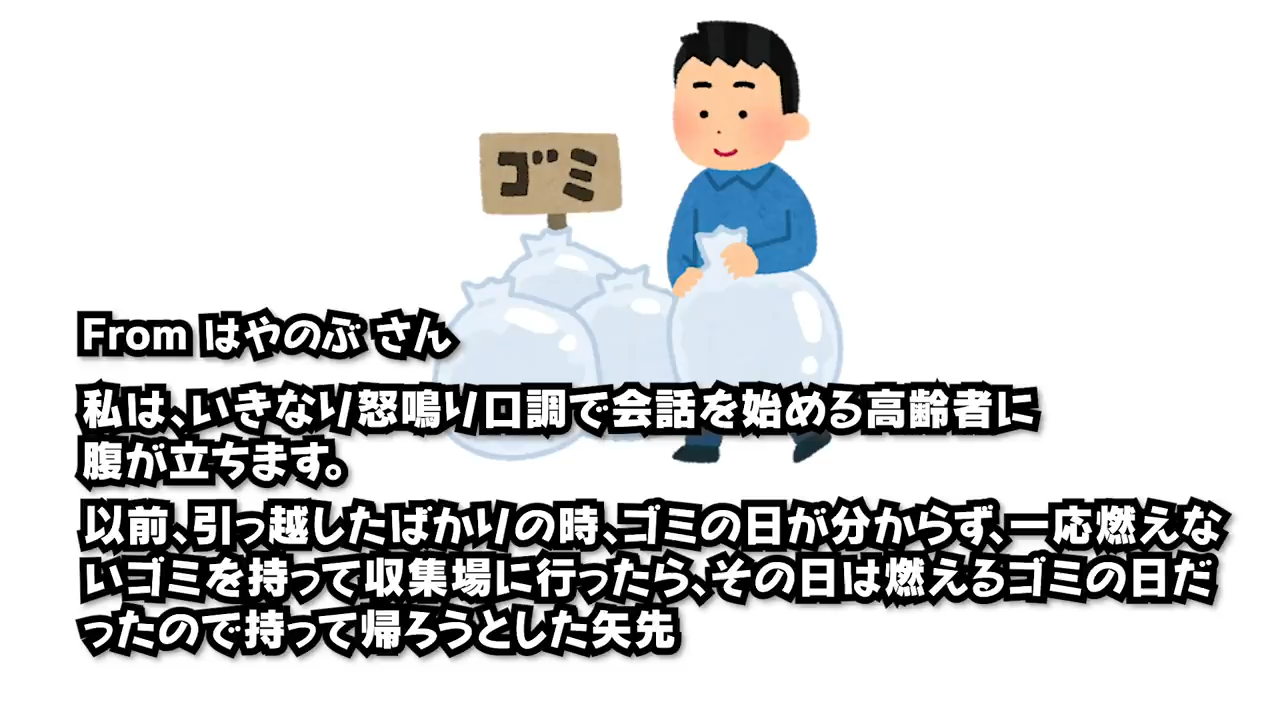 ゴミ
From はやのぶ さん
私は、いきなり怒鳴り口調で会話を始める高齢者に
腹が立ちます。
以前、引っ越したばかりの時、ゴミの日が分からず、一応燃えな
いゴミを持って収集場に行ったら、その日は燃えるゴミの日だ
ったので持って帰ろうとした矢先